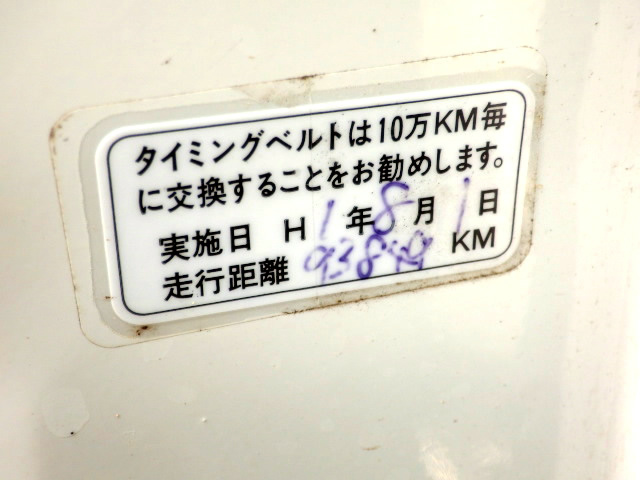 タイミングベルトは10万KM毎
に交換することをお勧めします。
実施日 H 1 年 8 月 1 日
走行距離 93849 KM